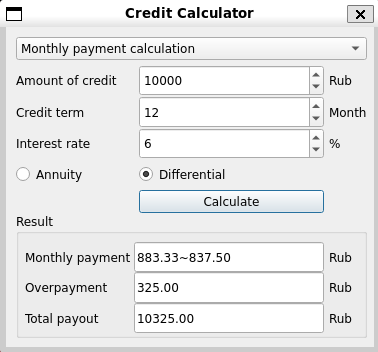 Credit Calculator
Monthly payment calculation
Amount of credit 10000 Rub
Credit term 12 Month
Interest rate 6 %
Annuity Differential
Calculate
Result
Monthly payment 883.33~837.50 Rub
Overpayment 325.00 Rub
Total payout 10325.00 Rub